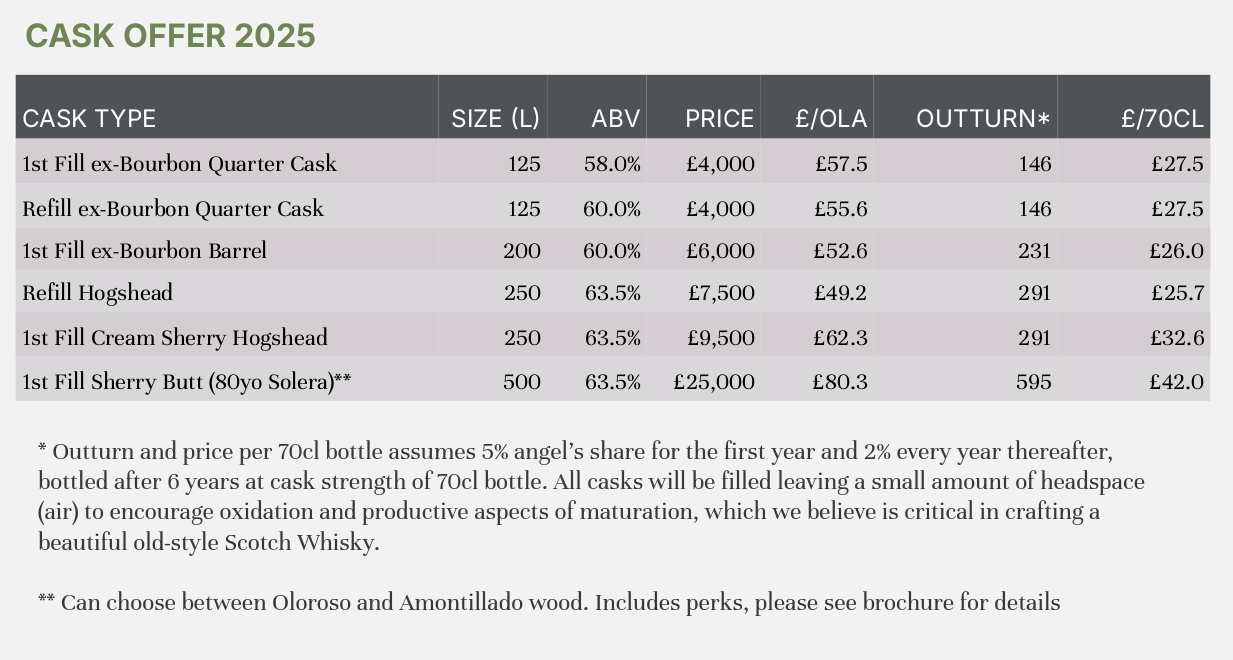 CASK OFFER 2025
CASK TYPE SIZE (L) ABV PRICE £/OLA OUTTURN* £/70CL
1st Fill ex-Bourbon Quarter Cask 125 58.0% £4,000 £57.5 146 £27.5
Refill ex-Bourbon Quarter Cask 125 60.0% £4,000 £55.6 146 £27.5
1st Fill ex-Bourbon Barrel 200 60.0% £6,000 £52.6 231 £26.0
Refill Hogshead 250 63.5% £7,500 £49.2 291 £25.7
1st Fill Cream Sherry Hogshead 250 63.5% £9,500 £62.3 291 £32.6
1st Fill Sherry Butt (80yo Solera)** 500 63.5% £25,000 £80.3 595 £42.0
* Outturn and price per 70cl bottle assumes 5% angel's share for the first year and 2% every year thereafter,
bottled after 6 years at cask strength of 70cl bottle. All casks will be filled leaving a small amount of headspace
(air) to encourage oxidation and productive aspects of maturation, which we believe is critical in crafting a
beautiful old-style Scotch Whisky.
** Can choose between Oloroso and Amontillado wood. Includes perks, please see brochure for details